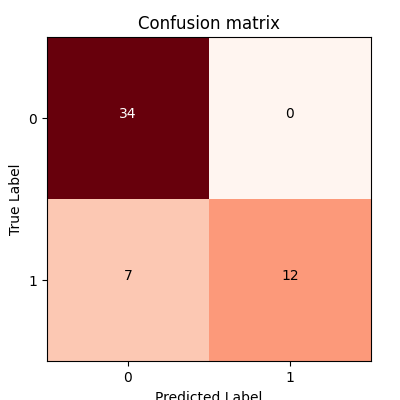 Confusion matrix
True Label
0
34
0
1
7
12
0
1
Predicted Label